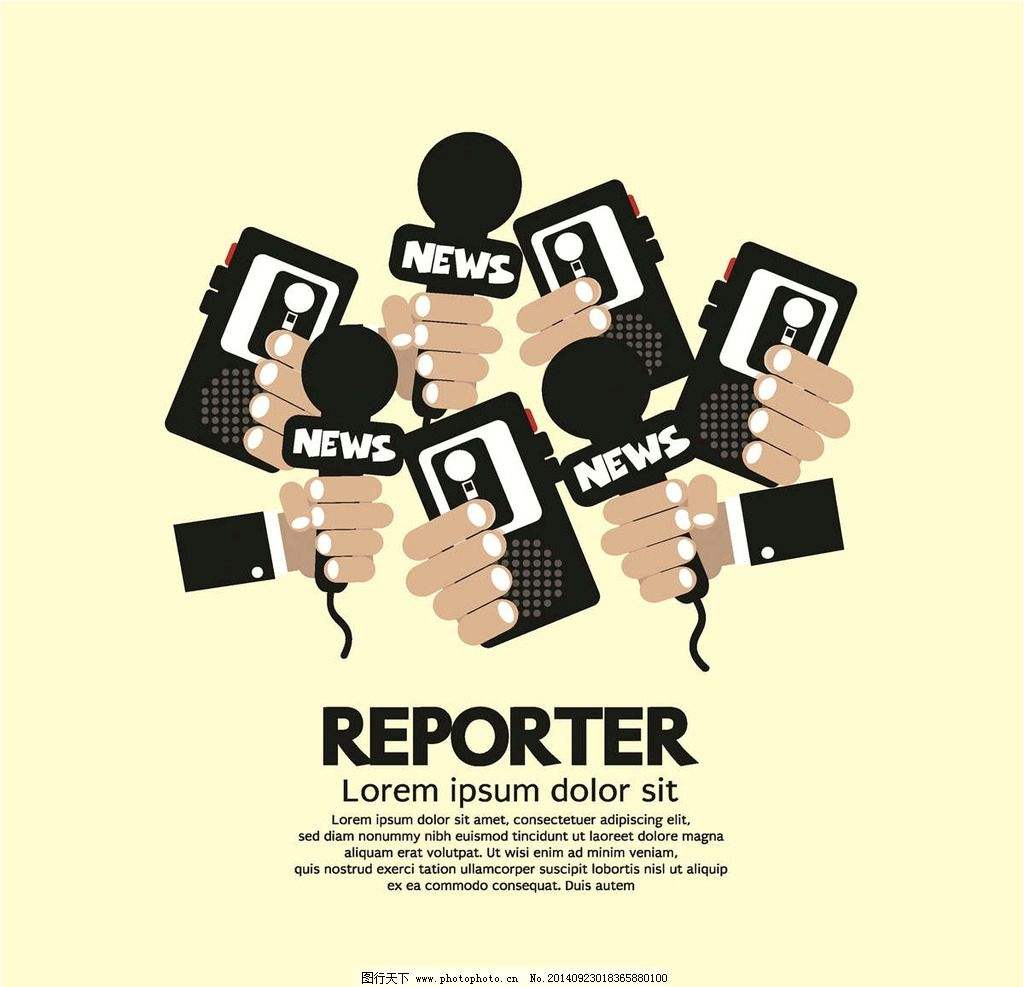 NEWS
NEWS
NEWS
REPORTER
Lorem ipsum dolor sit
Lorem ipsum dolor sit amet, consectetuer adipiscing elit,
sed diam nonummy nibh euismod tincidunt ut laoreet dolore magna
aliquam erat volutpat. Ut wisi enim ad minim veniam,
quis nostrud exerci tation ullamcorper suscipit lobortis nisl ut aliquip
ex ea commodo consequat. Duis autem
图行天下 www.photophoto.cn No.20140923018365880100